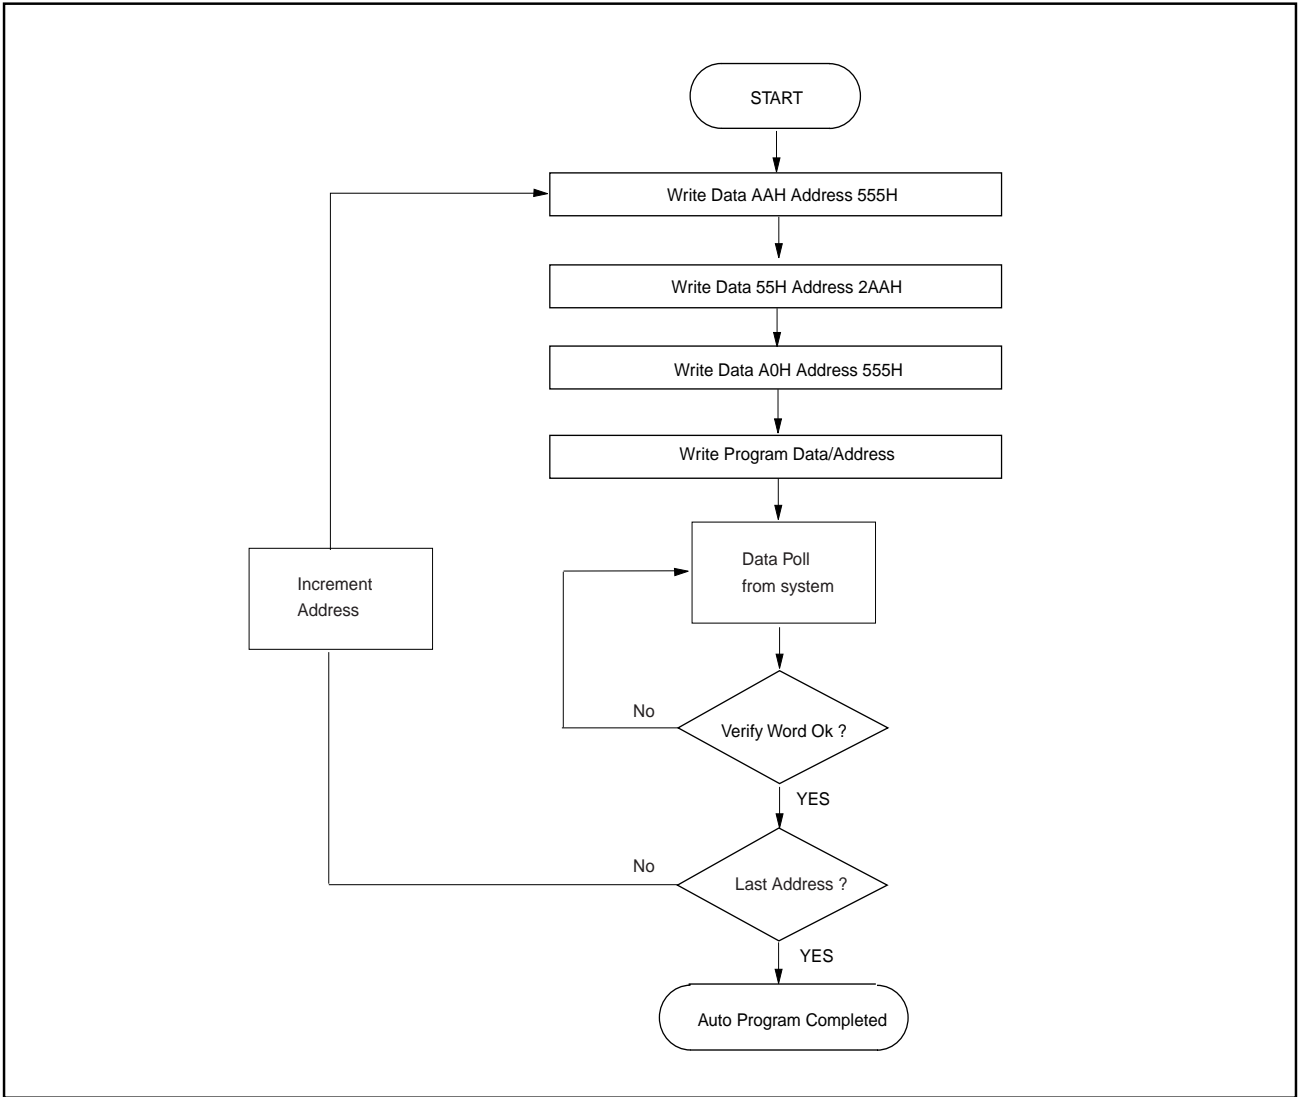 START
Write Data AAH Address 555H
Write Data 55H Address 2AAH
Write Data A0H Address 555H
Write Program Data/Address
Data Poll
from system
Increment
Address
No
Verify Word Ok ?
YES
No
Last Address ?
YES
Auto Program Completed